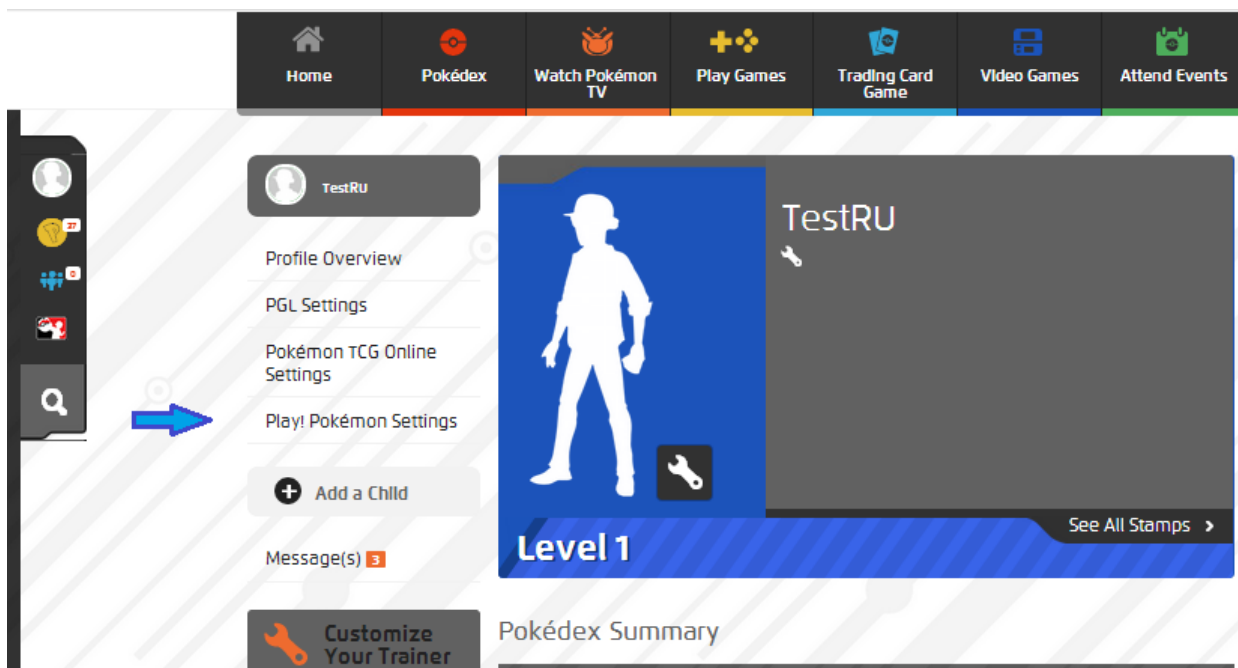 Home
Pokédex
Watch Pokémon
TV
Play Games
Trading Card
Game
Video Games
Attend Events
27
0
TestRU
Profile Overview
PGL Settings
Pokémon TCG Online
Settings
Play! Pokémon Settings
Add a Child
Message(s) 3
Customize
Your Trainer
TestRU
Level 1
See All Stamps >
Pokédex Summary